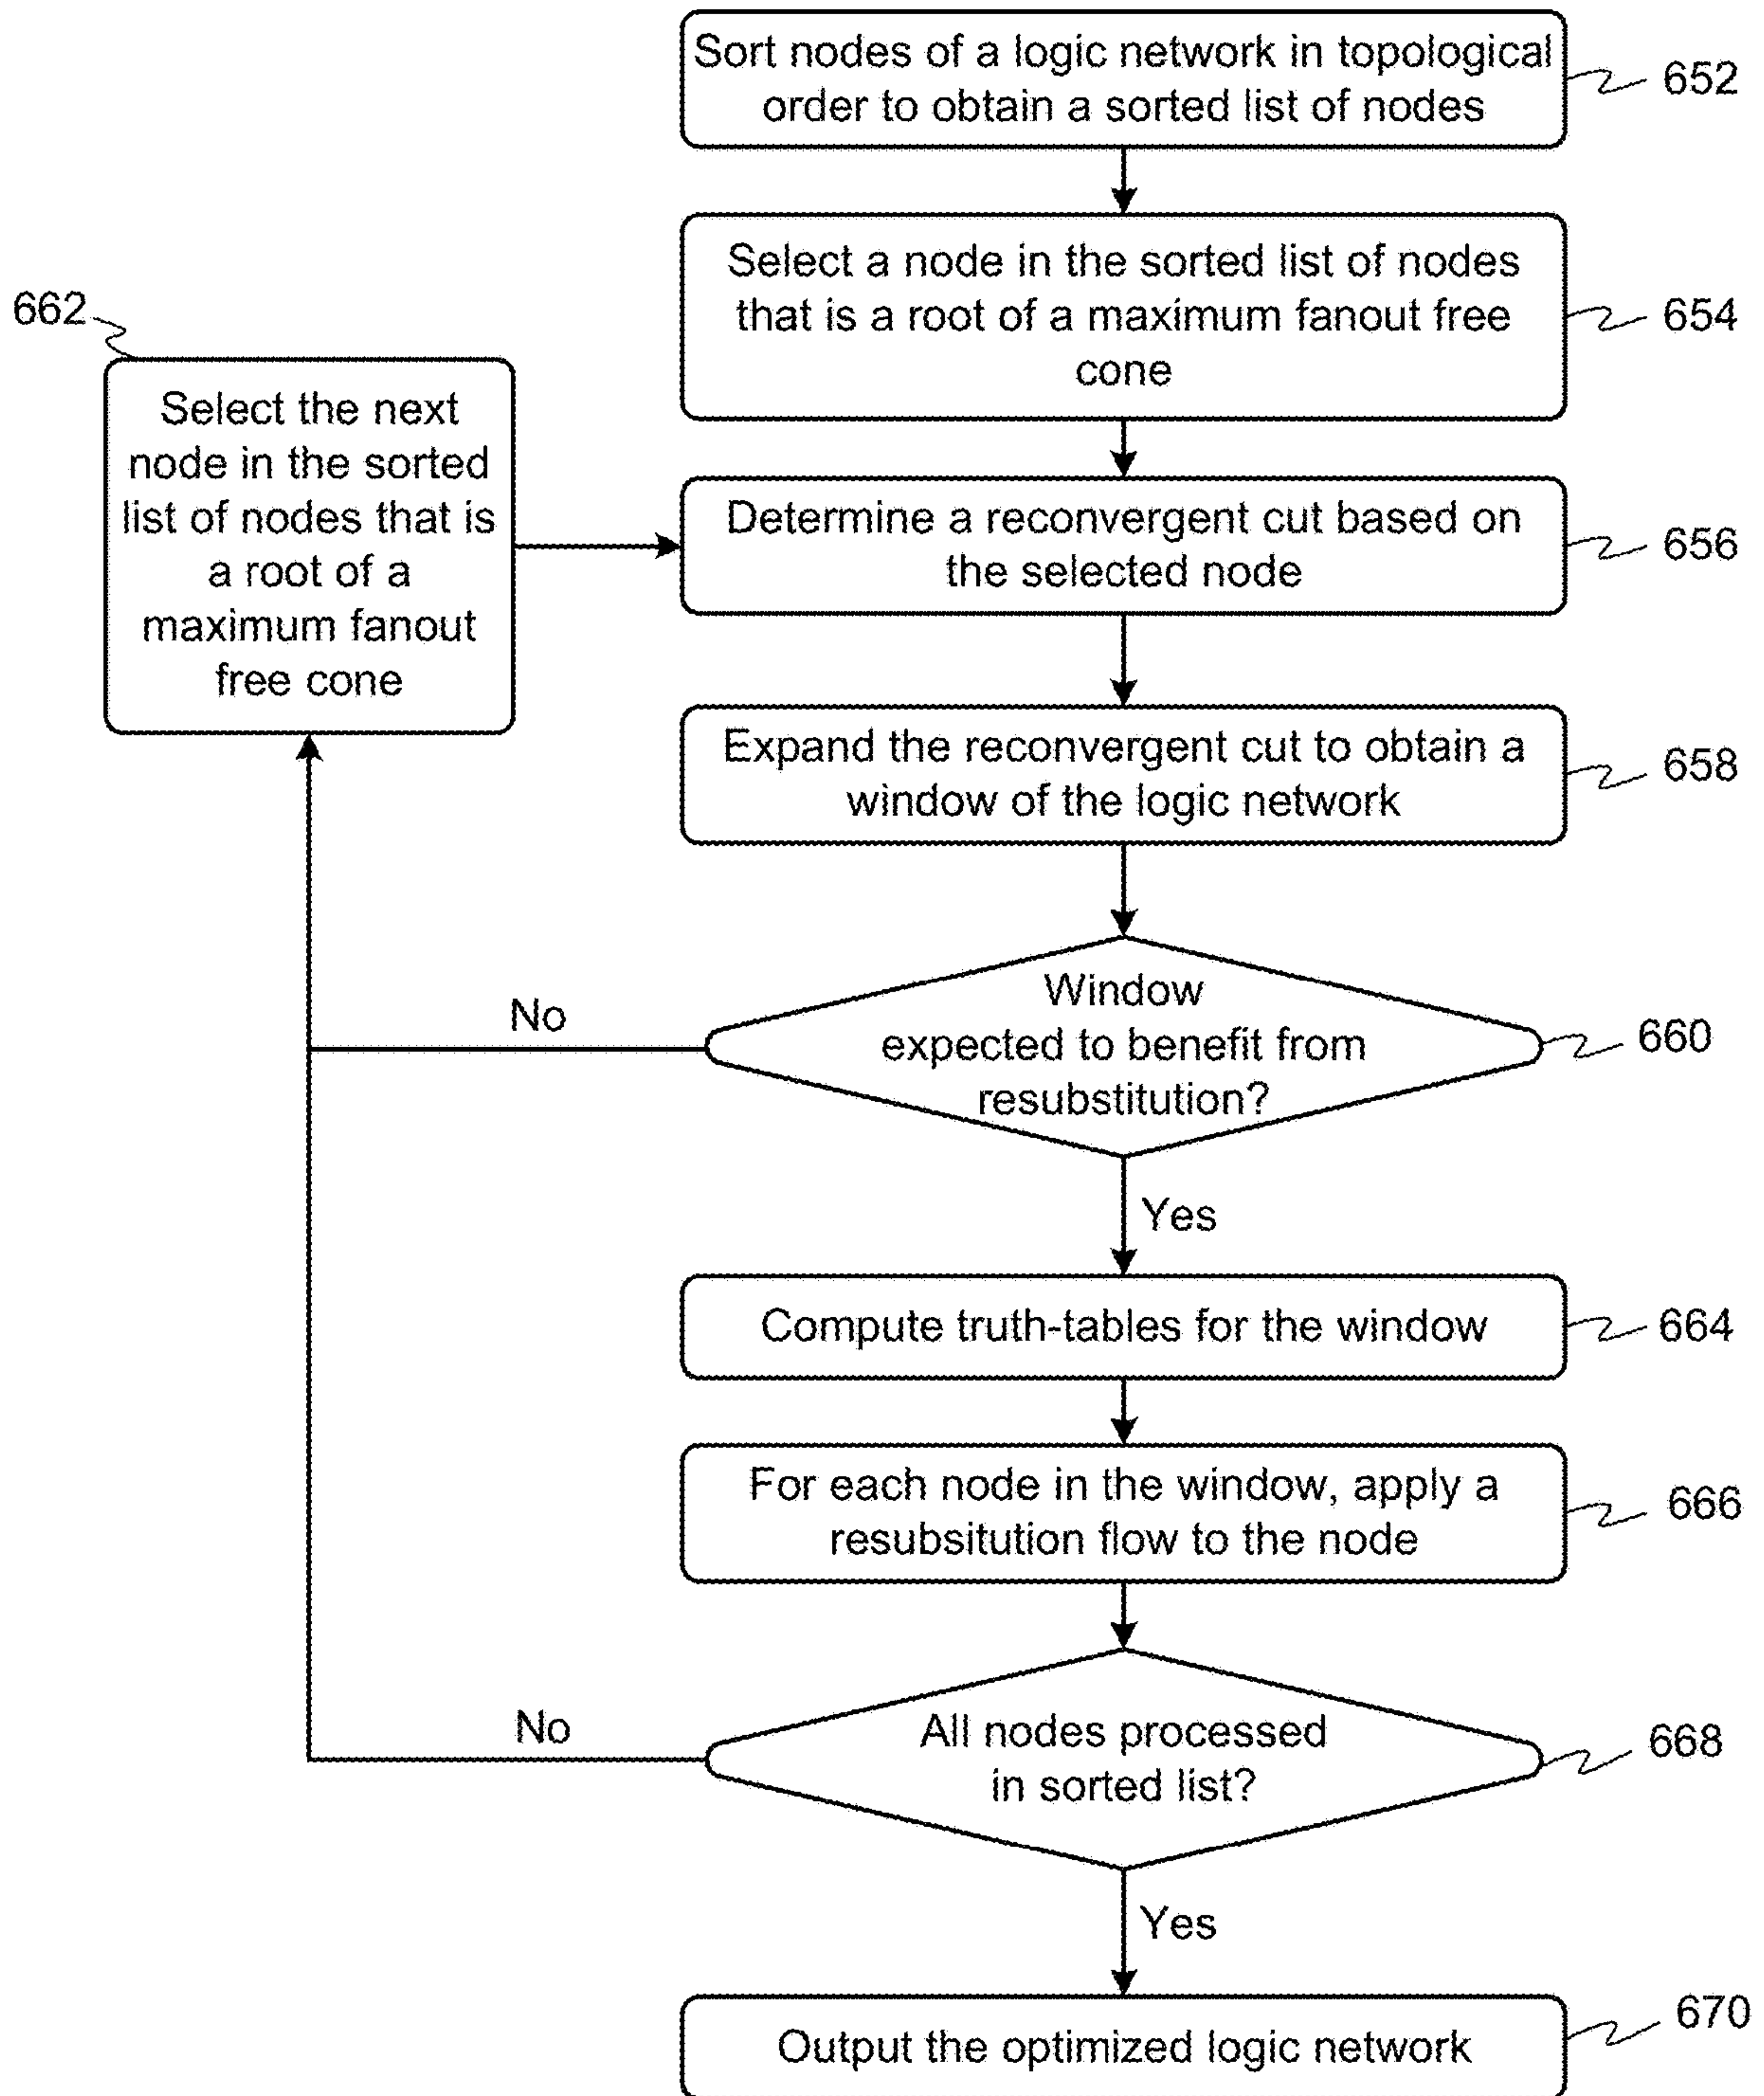 Sort nodes of a logic network in topological
order to obtain a sorted list of nodes
652
Select a node in the sorted list of nodes
that is a root of a maximum fanout free
cone
654
662
Select the next
node in the sorted
list of nodes that is
a root of a
maximum fanout
free cone
Determine a reconvergent cut based on
the selected node
656
Expand the reconvergent cut to obtain a
window of the logic network
658
Window
expected to benefit from
resubstitution?
660
No
Yes
Compute truth-tables for the window
664
For each node in the window, apply a
resubsitution flow to the node
666
All nodes processed
in sorted list?
668
No
Yes
Output the optimized logic network
670